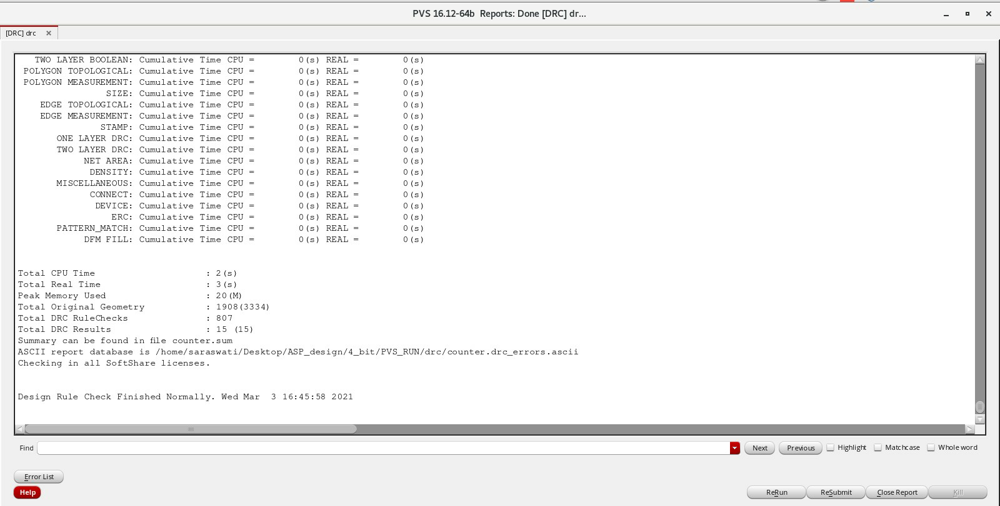 PVS 16.12-64b Reports: Done [DRC] dr...
[DRC] drc
TWO LAYER BOOLEAN: Cumulative Time CPU = 0(s) REAL = 0(s)
POLYGON TOPOLOGICAL: Cumulative Time CPU = 0(s) REAL = 0(s)
POLYGON MEASUREMENT: Cumulative Time CPU = 0(s) REAL = 0(s)
SIZE: Cumulative Time CPU = 0(s) REAL = 0(s)
EDGE TOPOLOGICAL: Cumulative Time CPU = 0(s) REAL = 0(s)
EDGE MEASUREMENT: Cumulative Time CPU = 0(s) REAL = 0(s)
STAMP: Cumulative Time CPU = 0(s) REAL = 0(s)
ONE LAYER DRC: Cumulative Time CPU = 0(s) REAL = 0(s)
TWO LAYER DRC: Cumulative Time CPU = 0(s) REAL = 0(s)
NET AREA: Cumulative Time CPU = 0(s) REAL = 0(s)
DENSITY: Cumulative Time CPU = 0(s) REAL = 0(s)
MISCELLANEOUS: Cumulative Time CPU = 0(s) REAL = 0(s)
CONNECT: Cumulative Time CPU = 0(s) REAL = 0(s)
DEVICE: Cumulative Time CPU = 0(s) REAL = 0(s)
ERC: Cumulative Time CPU = 0(s) REAL = 0(s)
PATTERN_MATCH: Cumulative Time CPU = 0(s) REAL = 0(s)
DFM FILL: Cumulative Time CPU = 0(s) REAL = 0(s)
Total CPU Time : 2(s)
Total Real Time : 3(s)
Peak Memory Used : 20(M)
Total Original Geometry : 1908(3334)
Total DRC RuleChecks : 807
Total DRC Results : 15 (15)
Summary can be found in file counter.sum
ASCII report database is /home/saraswati/Desktop/ASP_design/4_bit/PVS_RUN/drc/counter.drc_errors.ascii
Checking in all SoftShare licenses.
Design Rule Check Finished Normally. Wed Mar 3 16:45:58 2021
Find Next Previous Highlight Matchcase Whole word
Error List
Help ReRun ReSubmit Close Report Kill